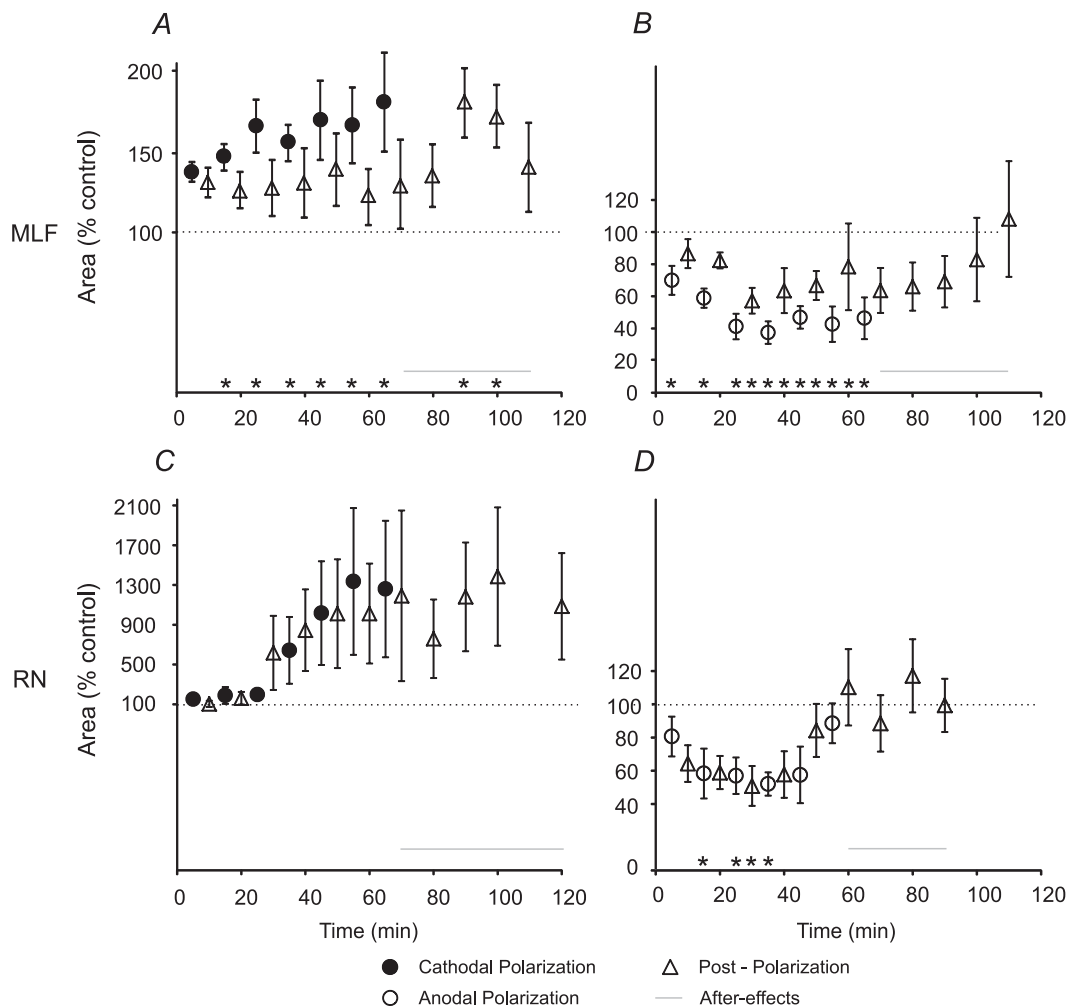 A
B
200
150
100
MLF
Area (% control)
* * * * * * * *
0 20 40 60 80 100 120
120
100
80
60
40
20
0
* * * * * * * * * * *
0 20 40 60 80 100 120
C
D
2100
1700
1300
900
500
100
RN
Area (% control)
0 20 40 60 80 100 120
Time (min)
120
100
80
60
40
0
* * * *
0 20 40 60 80 100 120
Time (min)
Cathodal Polarization
Post - Polarization
Anodal Polarization
After-effects